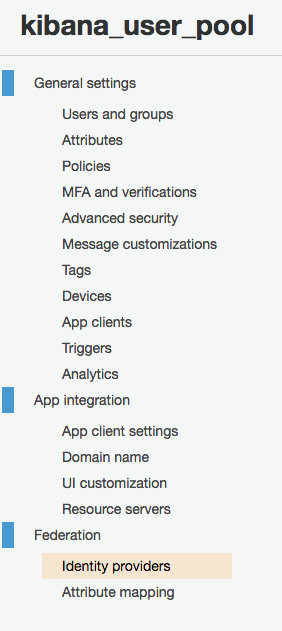 kibana_user_pool
General settings
Users and groups
Attributes
Policies
MFA and verifications
Advanced security
Message customizations
Tags
Devices
App clients
Triggers
Analytics
App integration
App client settings
Domain name
UI customization
Resource servers
Federation
Identity providers
Attribute mapping